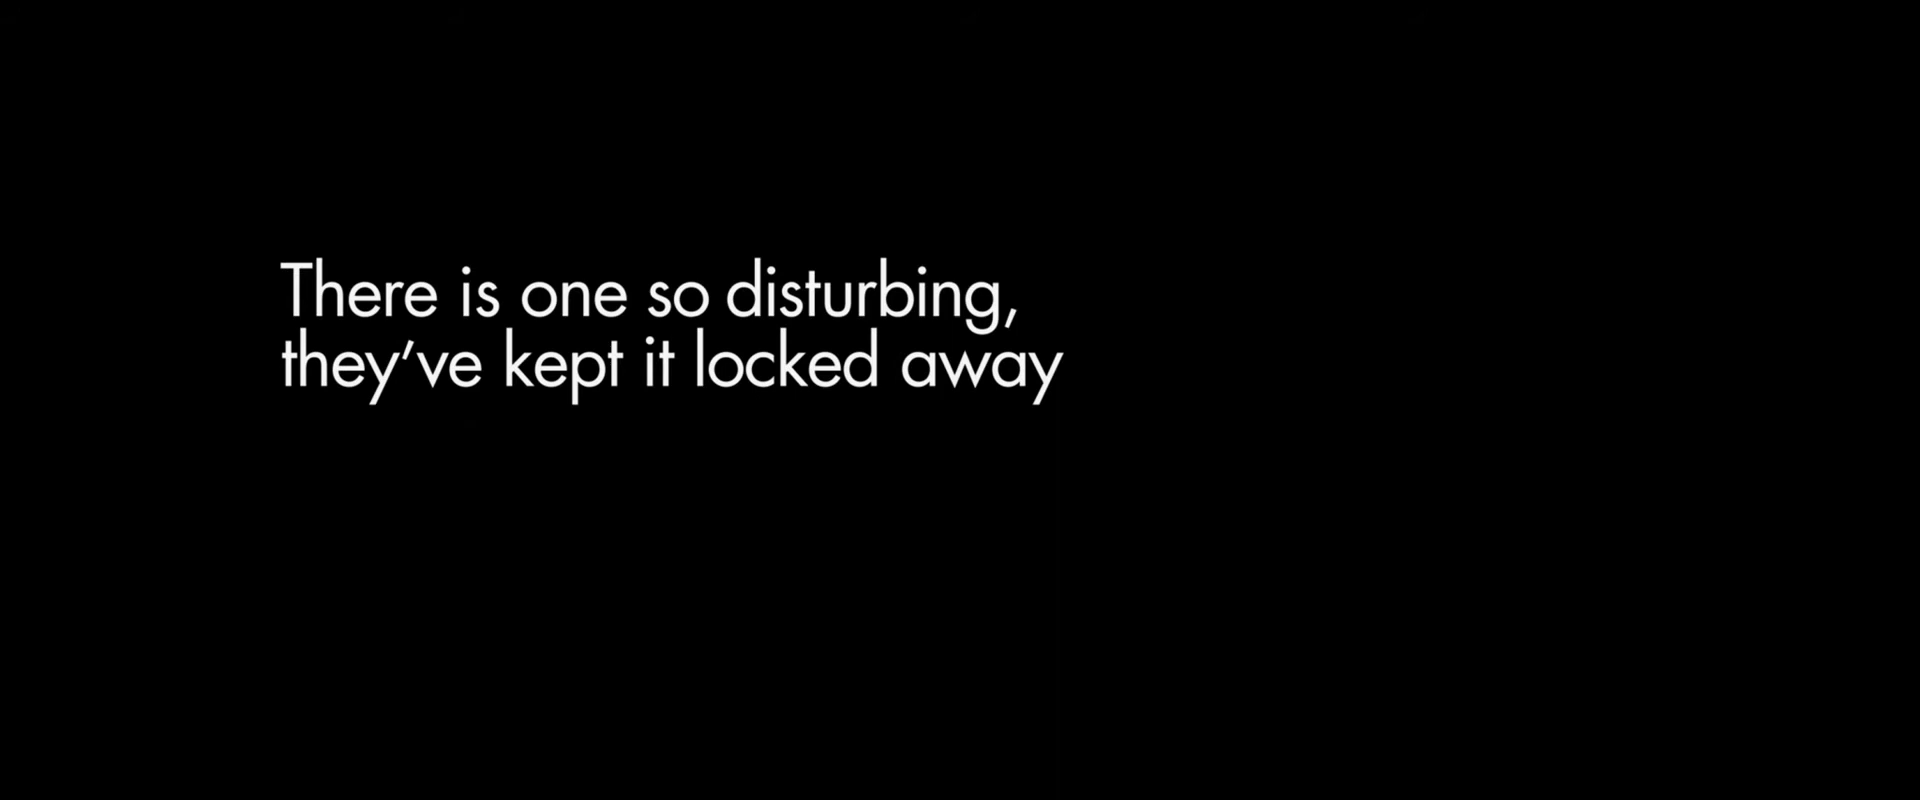 There is one so disturbing,
they've kept it locked away